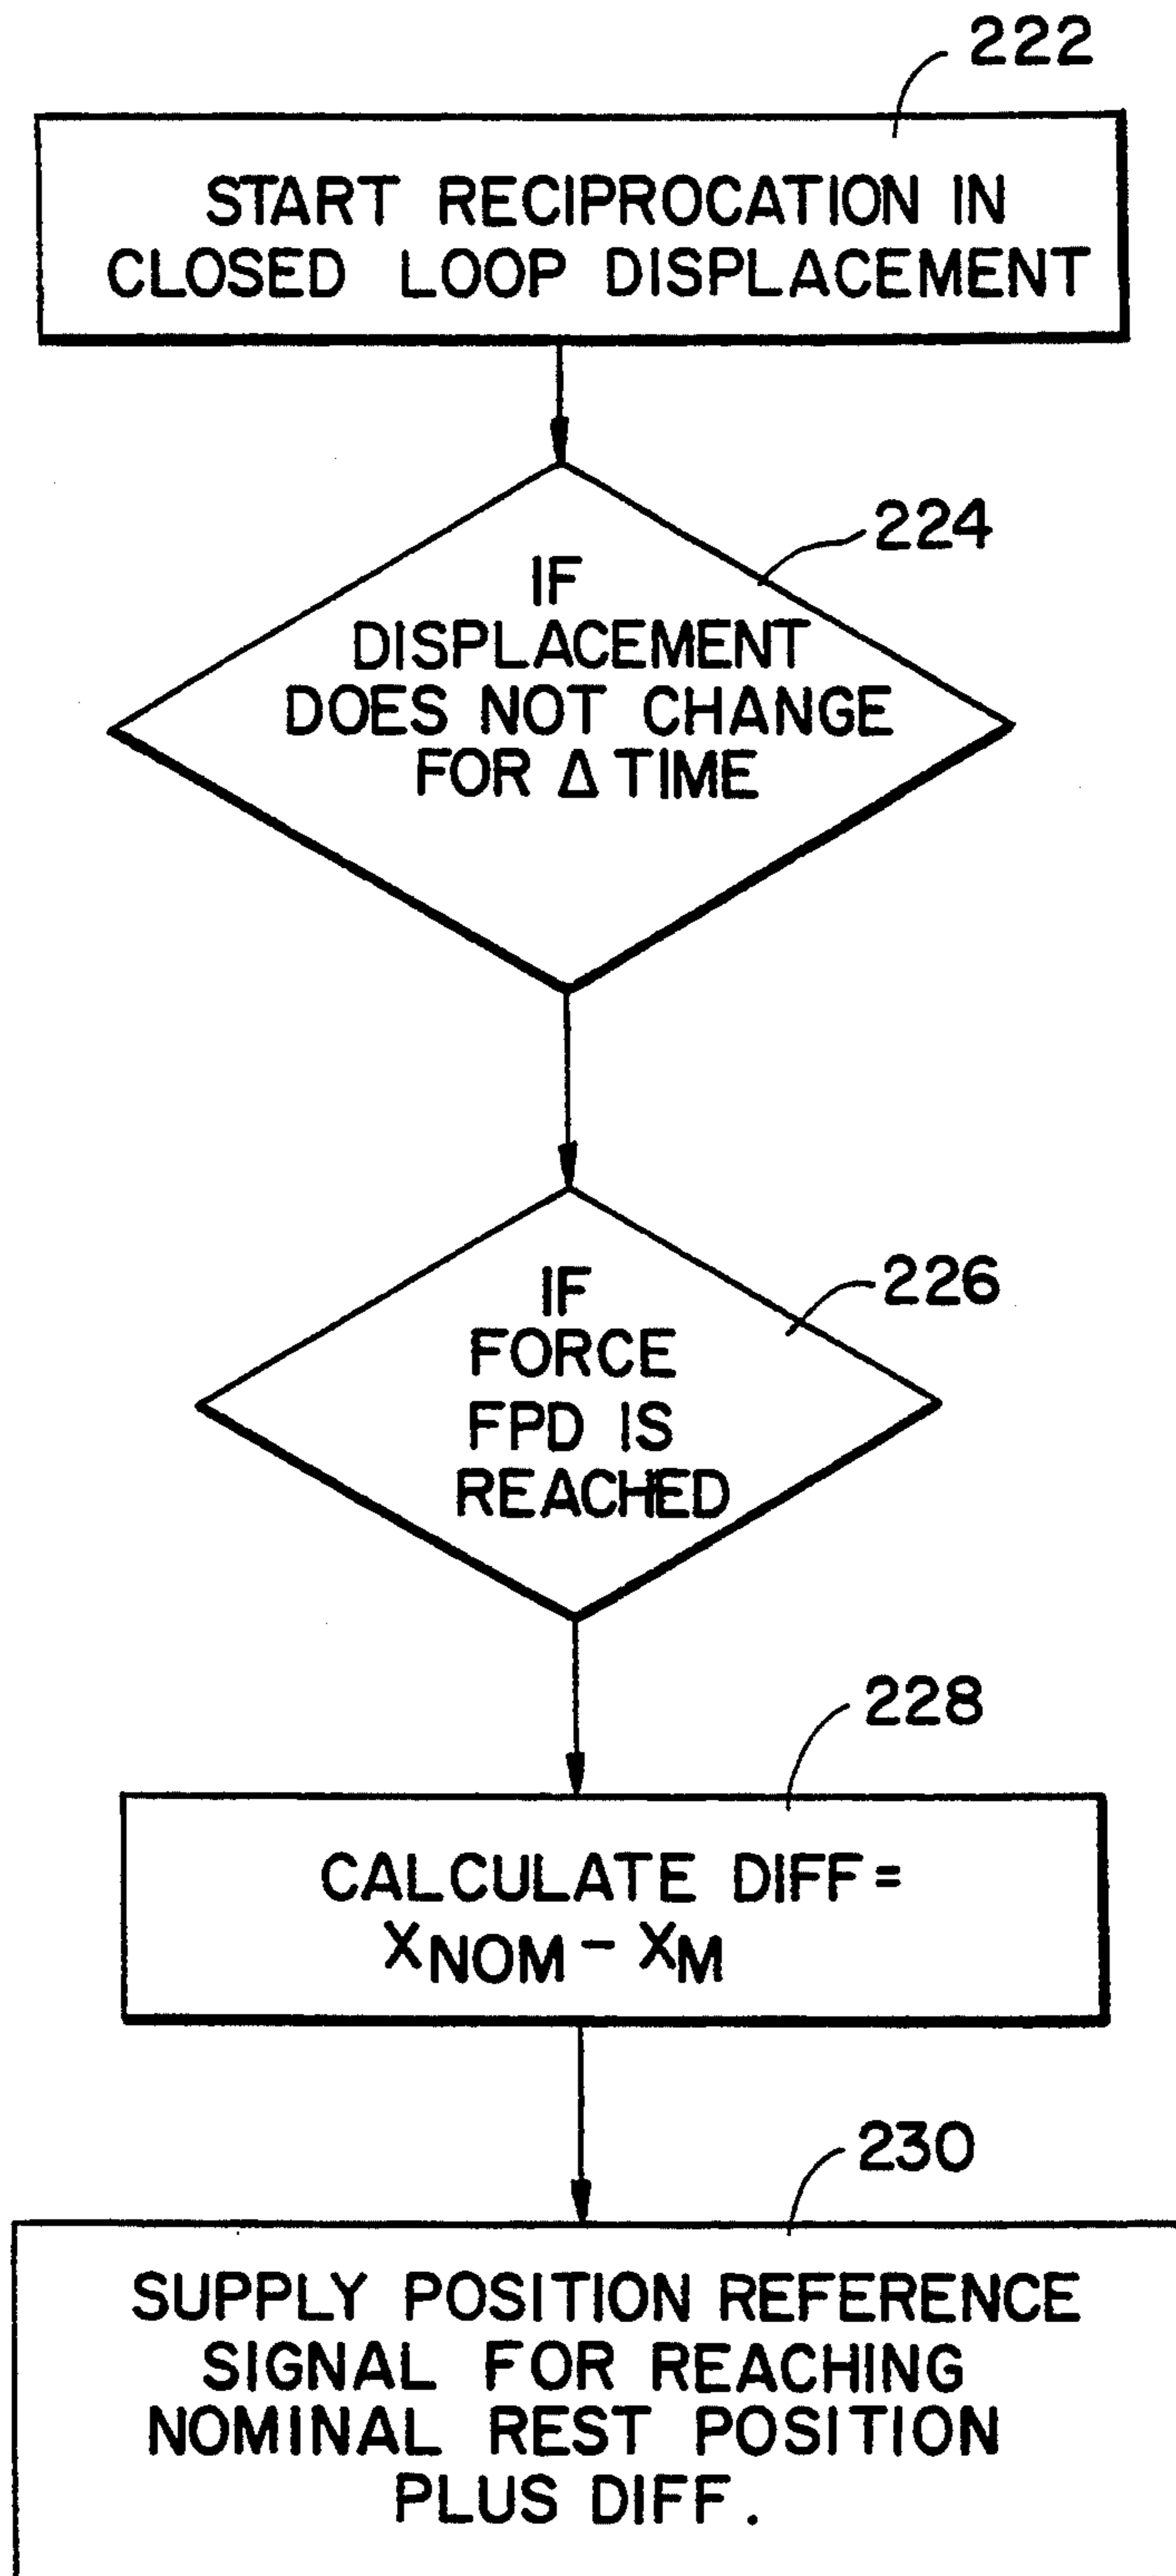 222
START RECIPROCATION IN
CLOSED LOOP DISPLACEMENT
224
IF
DISPLACEMENT
DOES NOT CHANGE
FOR Δ TIME
226
IF
FORCE
FPD IS
REACHED
228
CALCULATE DIFF =
XNOM - XM
230
SUPPLY POSITION REFERENCE
SIGNAL FOR REACHING
NOMINAL REST POSITION
PLUS DIFF.